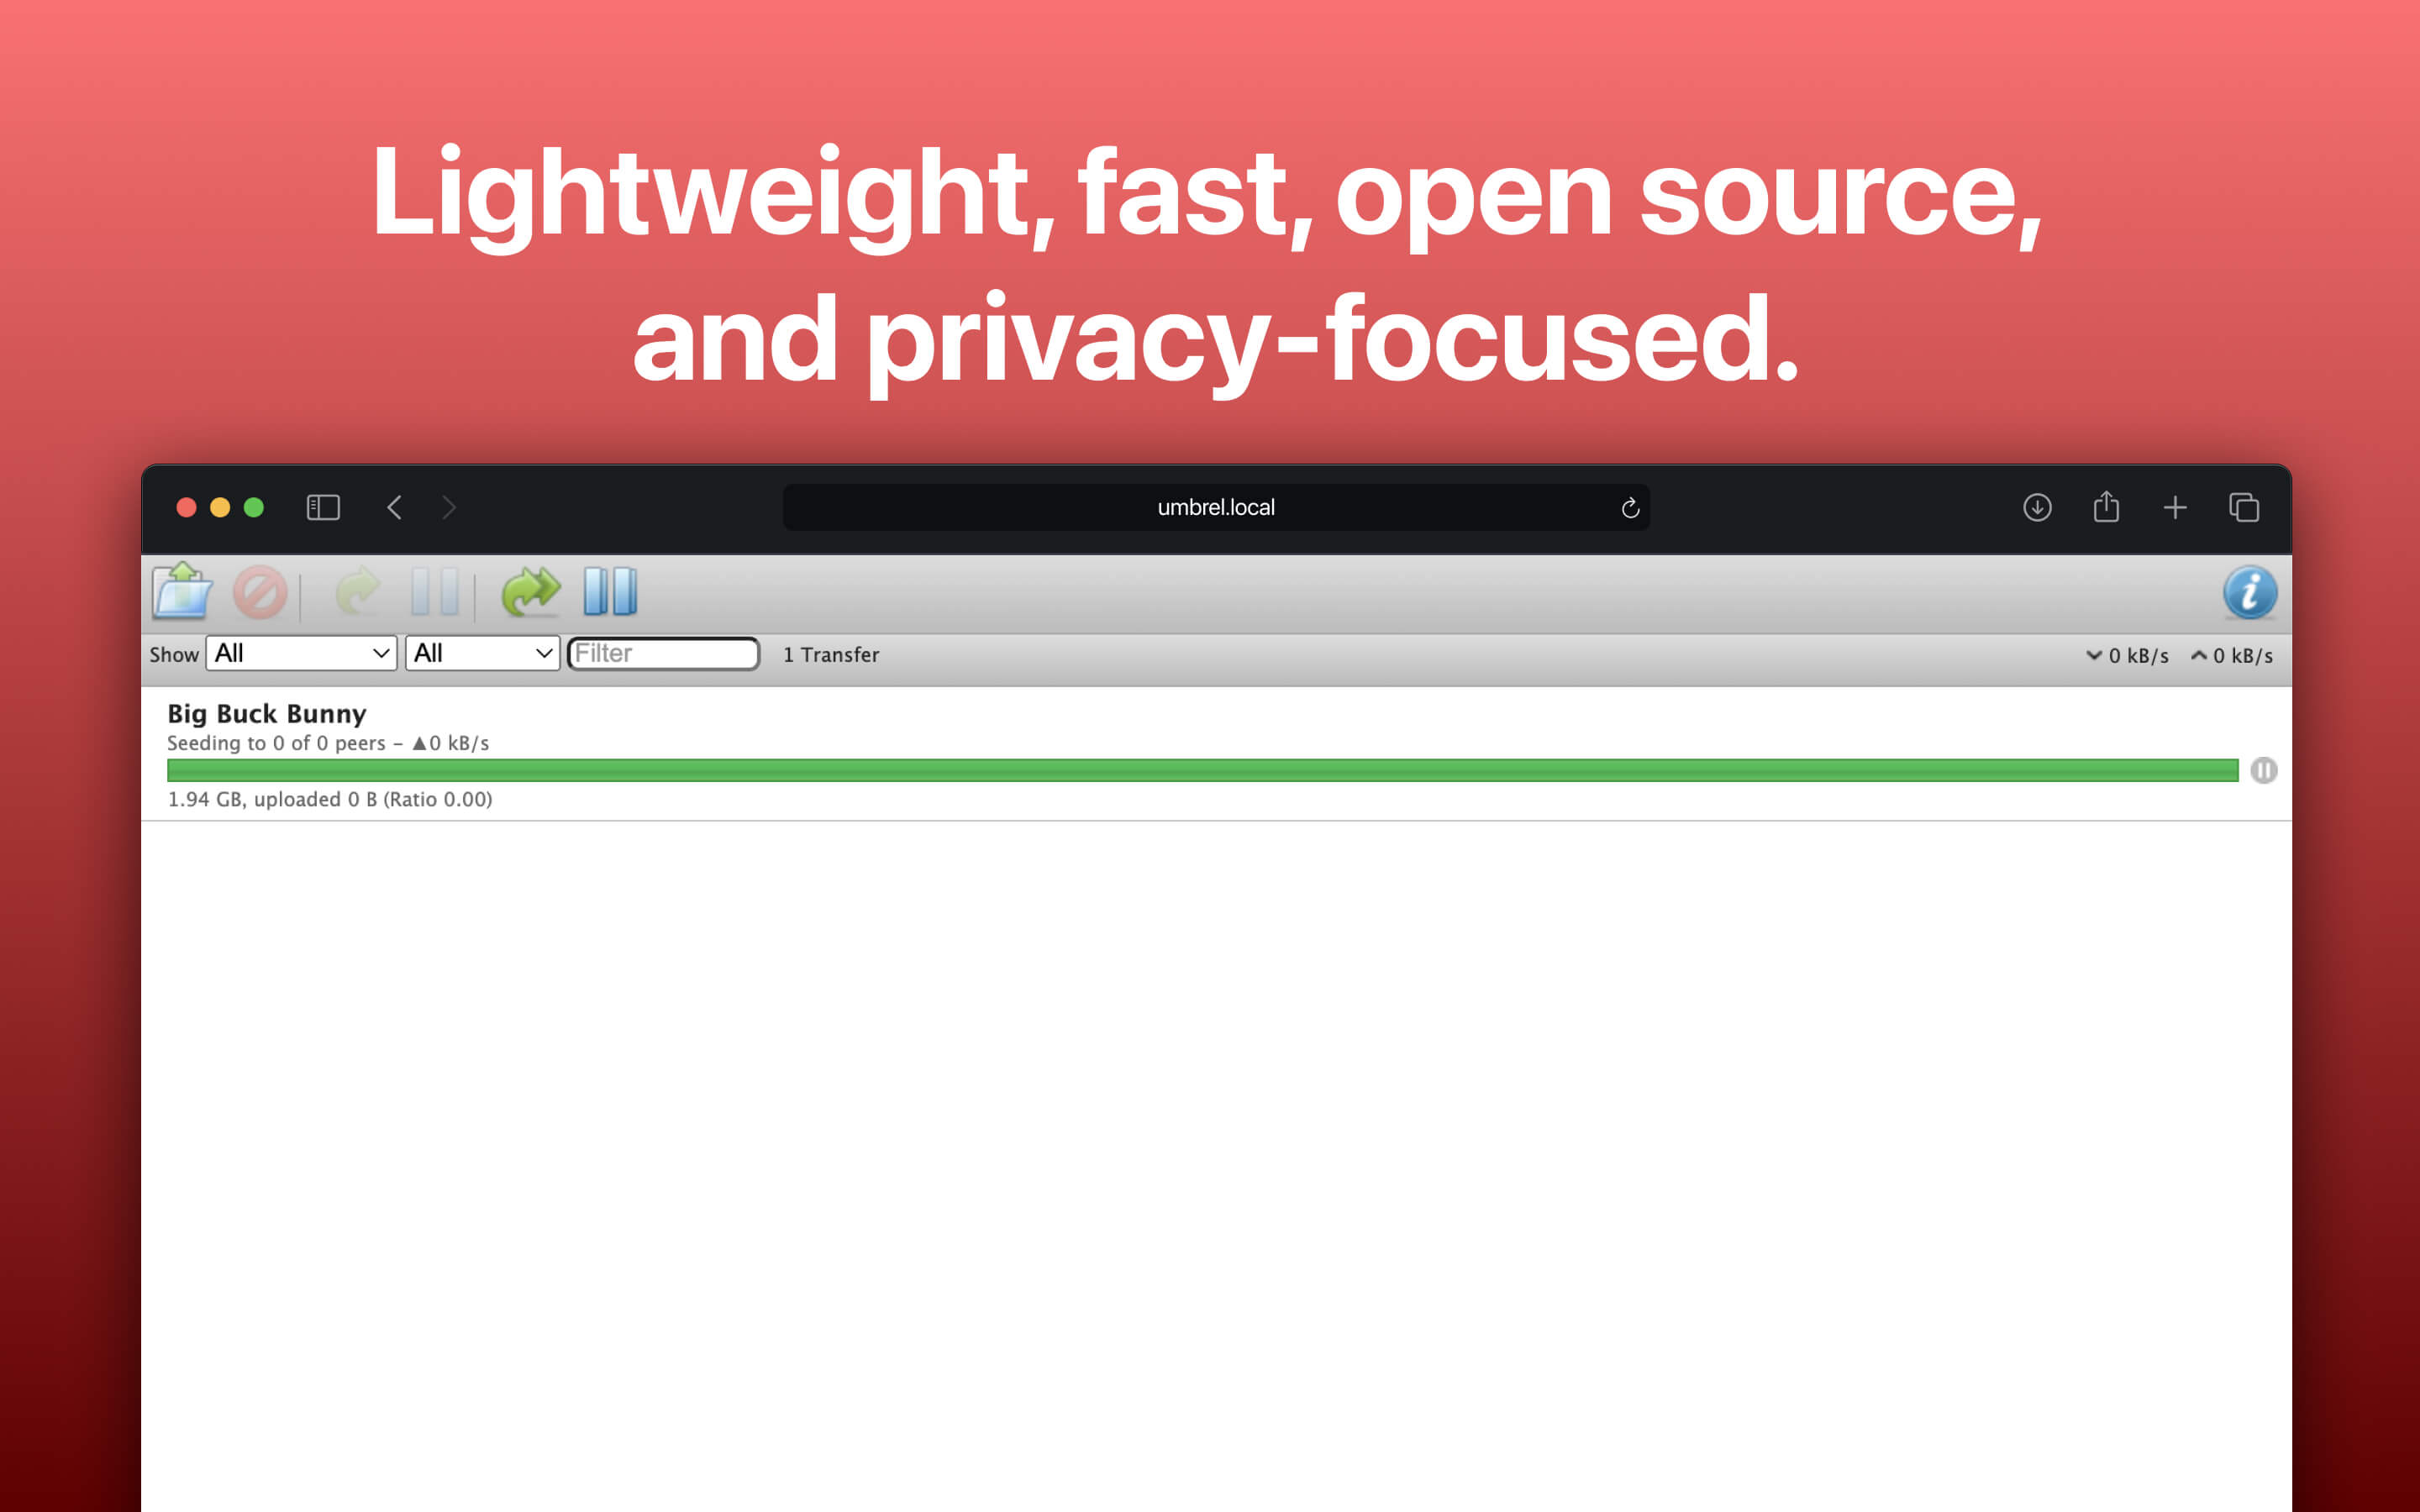 Lightweight, fast, open source,
and privacy-focused.
umbrel.local
Show All All Filter 1 Transfer 0 kB/s 0 kB/s
Big Buck Bunny
Seeding to 0 of 0 peers – ▲0 kB/s
1.94 GB, uploaded 0 B (Ratio 0.00)